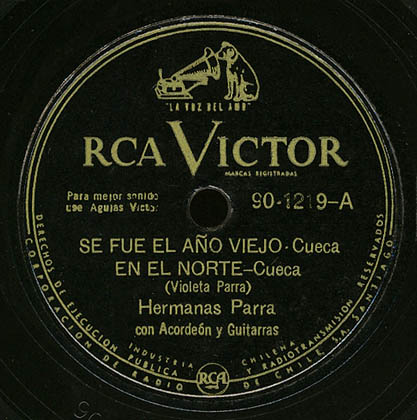 "LA VOZ DEL AMO"
RCA VICTOR
MARCAS REGISTRADAS
Para mejor sonido
use Agujas Victor
90-1219-A
SE FUE EL AÑO VIEJO-Cueca
EN EL NORTE-Cueca
(Violeta Parra)
Hermanas Parra
con Acordeón y Guitarras
DERECHOS DE EJECUCION PUBLICA Y RADIOTRANSMISION RESERVADOS
CORPORACION DE RADIO DE CHILE, S.A. SANTIAGO
INDUSTRIA CHILENA
RCA